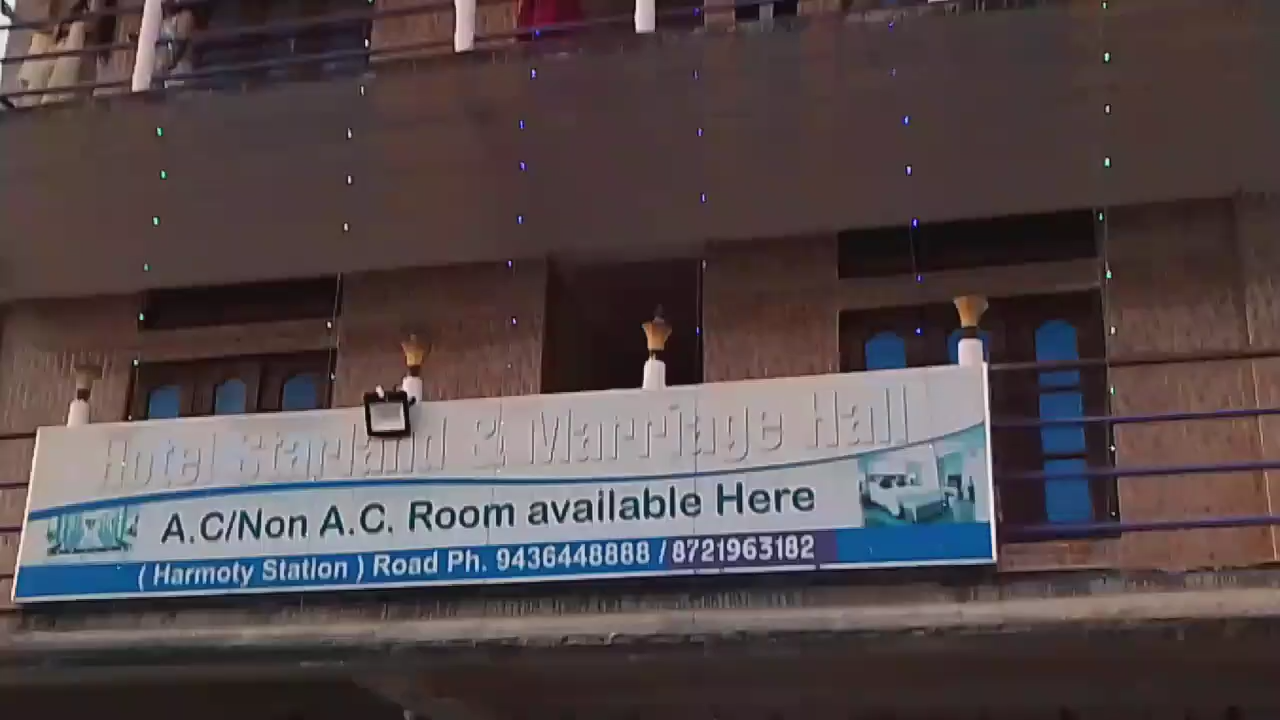 Hotel Starland & Marriage Hall
A.C/Non A.C. Room available Here
( Harmoty Station ) Road Ph. 9436448888 / 8721963182